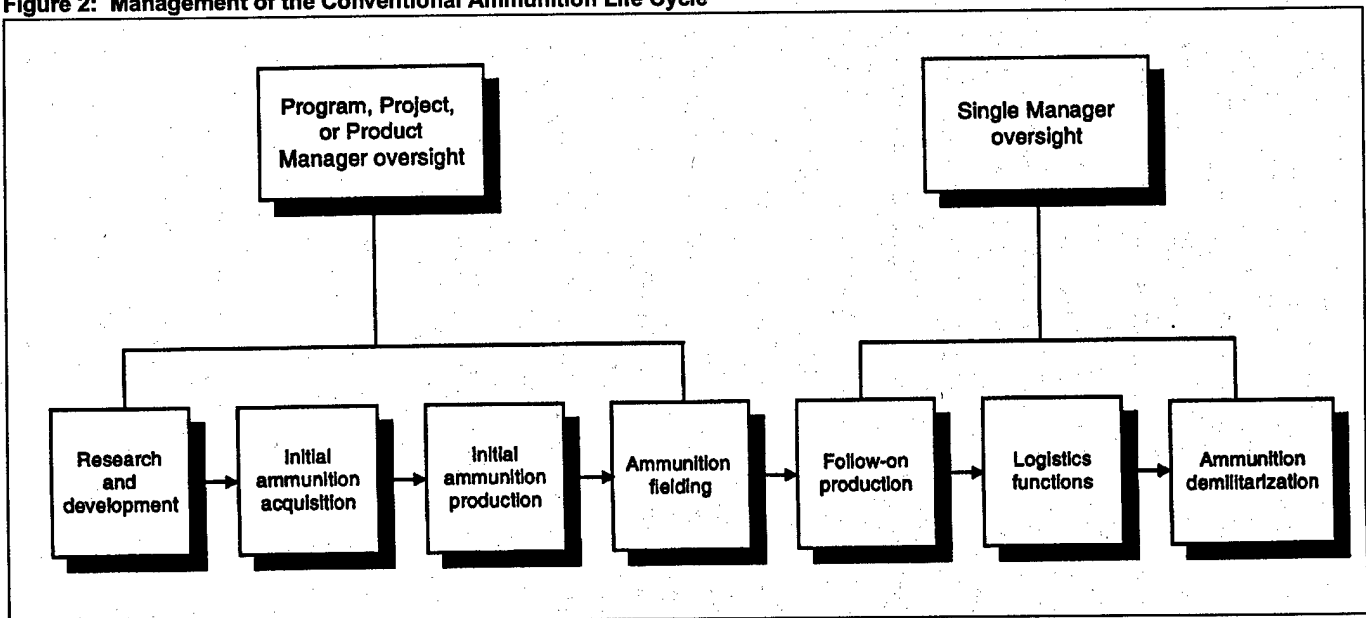 Figure 2: Management of the Conventional Ammunition Life Cycle
Program, Project,
or Product
Manager oversight
Single Manager
oversight
Research
and
development
Initial
ammunition
acquisition
Initial
ammunition
production
Ammunition
fielding
Follow-on
production
Logistics
functions
Ammunition
demilitarization